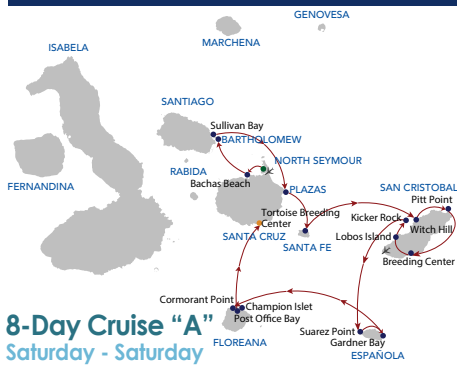 GENOVESA
MARCHENA
ISABELA
SANTIAGO
Sullivan Bay
BARTHOLOMEW
NORTH SEYMOUR
RABIDA
Bachas Beach
FERNANDINA
PLAZAS
SAN CRISTOBAL
Pitt Point
Tortoise Breeding
Center
Kicker Rock
Witch Hill
SANTA CRUZ
Lobos Island
SANTA FE
Breeding Center
Cormorant Point
Champion Islet
Post Office Bay
8-Day Cruise “A”
Suarez Point
FLOREANA
Gardner Bay
Saturday - Saturday
ESPAÑOLA